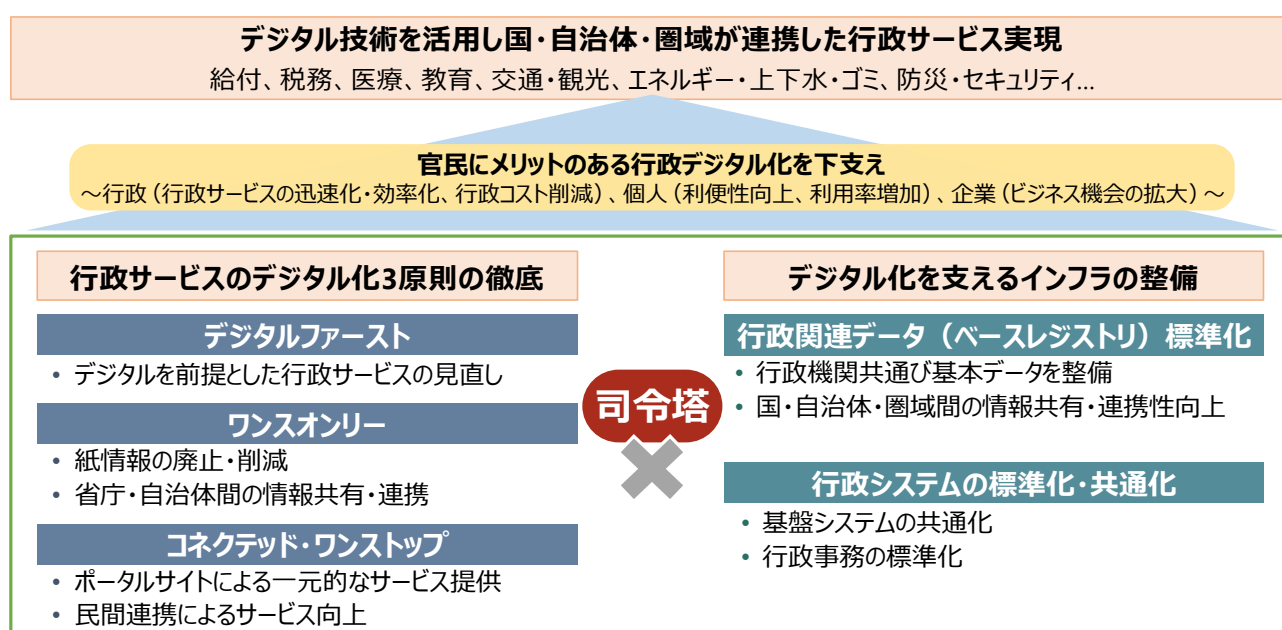 デジタル技術を活用し国・自治体・圏域が連携した行政サービス実現
給付、税務、医療、教育、交通・観光、エネルギー・上下水・ゴミ、防災・セキュリティ…
官民にメリットのある行政デジタル化を下支え
～行政（行政サービスの迅速化・効率化、行政コスト削減）、個人（利便性向上、利用率増加）、企業（ビジネス機会の拡大）～
行政サービスのデジタル化3原則の徹底
デジタルファースト
• デジタルを前提とした行政サービスの見直し
ワンスオンリー
• 紙情報の廃止・削減
• 省庁・自治体間の情報共有・連携
コネクテッド・ワンストップ
• ポータルサイトによる一元的なサービス提供
• 民間連携によるサービス向上
司令塔
デジタル化を支えるインフラの整備
行政関連データ（ベースレジストリ）標準化
• 行政機関共通び基本データを整備
• 国・自治体・圏域間の情報共有・連携性向上
行政システムの標準化・共通化
• 基盤システムの共通化
• 行政事務の標準化